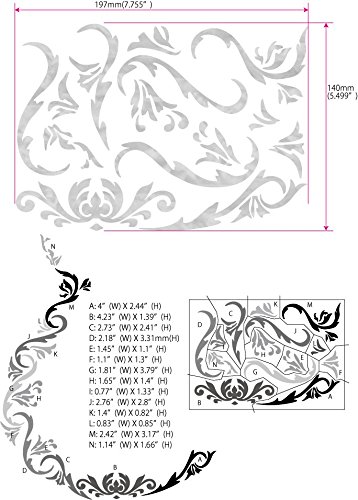 197mm(7.755")
140mm
(5.499")
N
M
K
L
J
I
H
G
E
F
D
C
B
A
A: 4" (W) X 2.44" (H)
B: 4.23" (W) X 1.39" (H)
C: 2.73" (W) X 2.41" (H)
D: 2.18" (W) X 3.31mm(H)
E: 1.45" (W) X 1.1" (H)
F: 1.1" (W) X 1.3" (H)
G: 1.81" (W) X 3.79" (H)
H: 1.65" (W) X 1.4" (H)
I: 0.77" (W) X 1.33" (H)
J: 2.76" (W) X 2.8" (H)
K: 1.4" (W) X 0.82" (H)
L: 0.83" (W) X 0.85" (H)
M: 2.42" (W) X 3.17" (H)
N: 1.14" (W) X 1.66" (H)
K
M
C
D
J
H
E
G
F
A
B